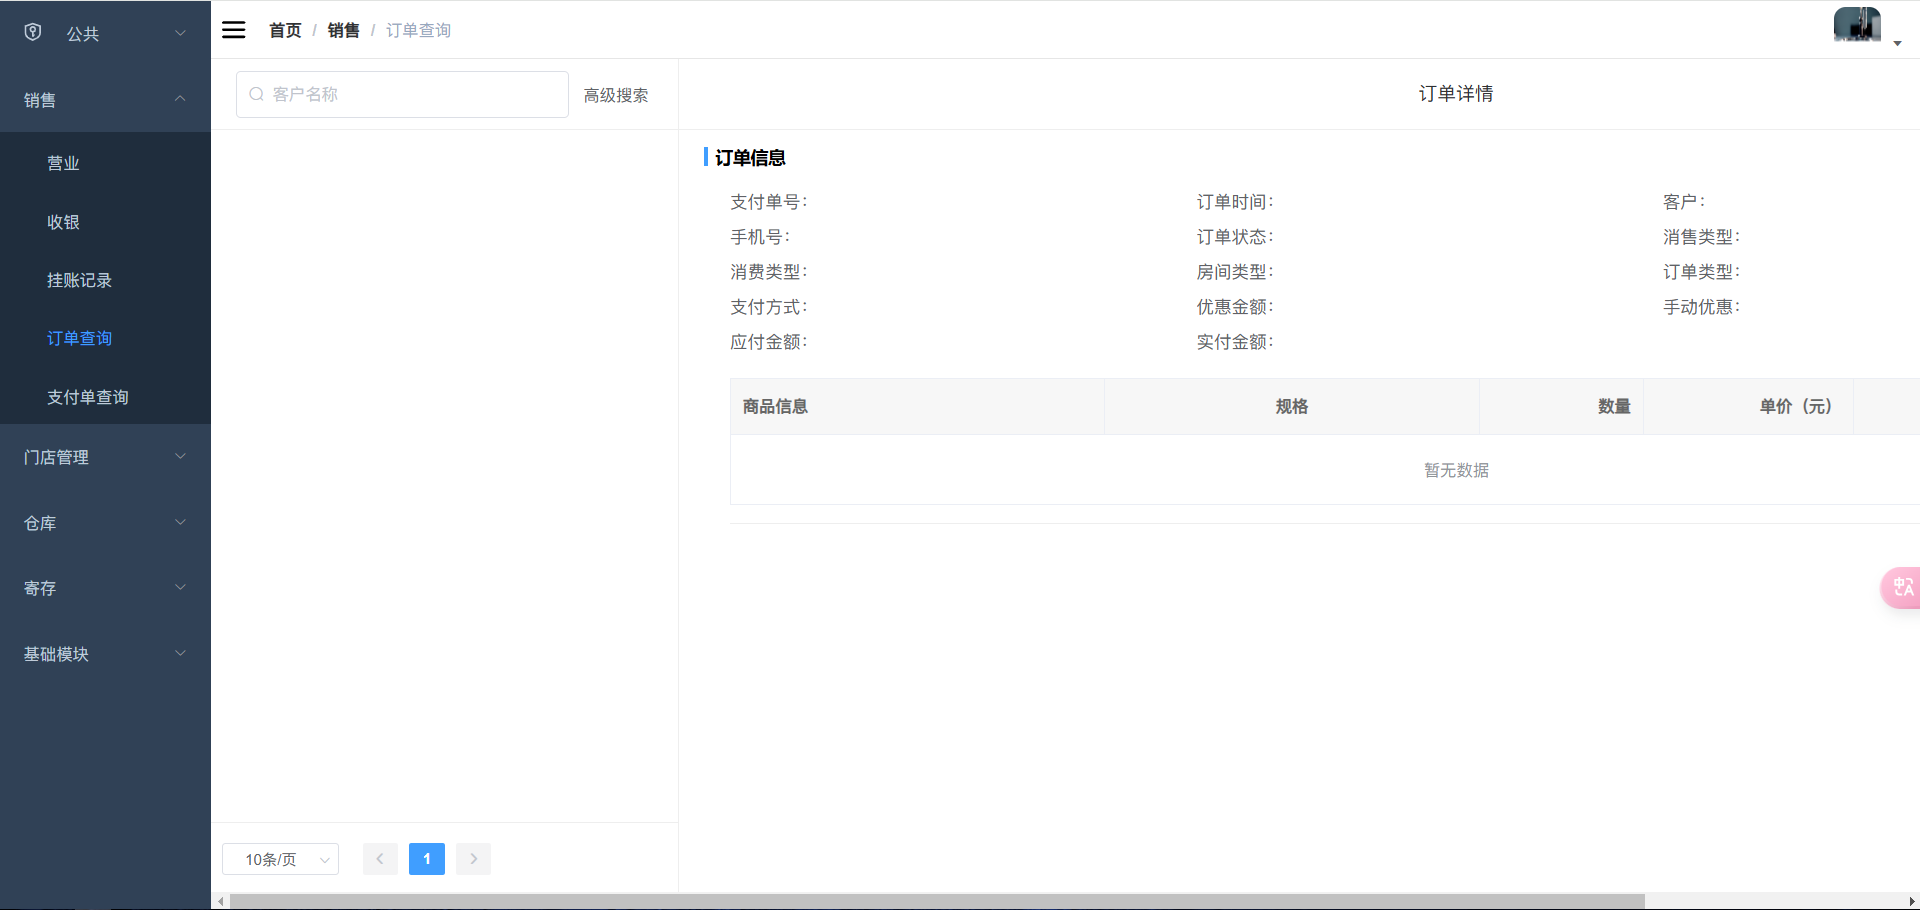 公共
销售
营业
收银
挂账记录
订单查询
支付单查询
门店管理
仓库
寄存
基础模块
首页 / 销售 / 订单查询
客户名称 高级搜索
10条/页 1
订单详情
订单信息
支付单号: 订单时间: 客户:
手机号: 订单状态: 销售类型:
消费类型: 房间类型: 订单类型:
支付方式: 优惠金额: 手动优惠:
应付金额: 实付金额:
商品信息 规格 数量 单价（元）
暂无数据
中A